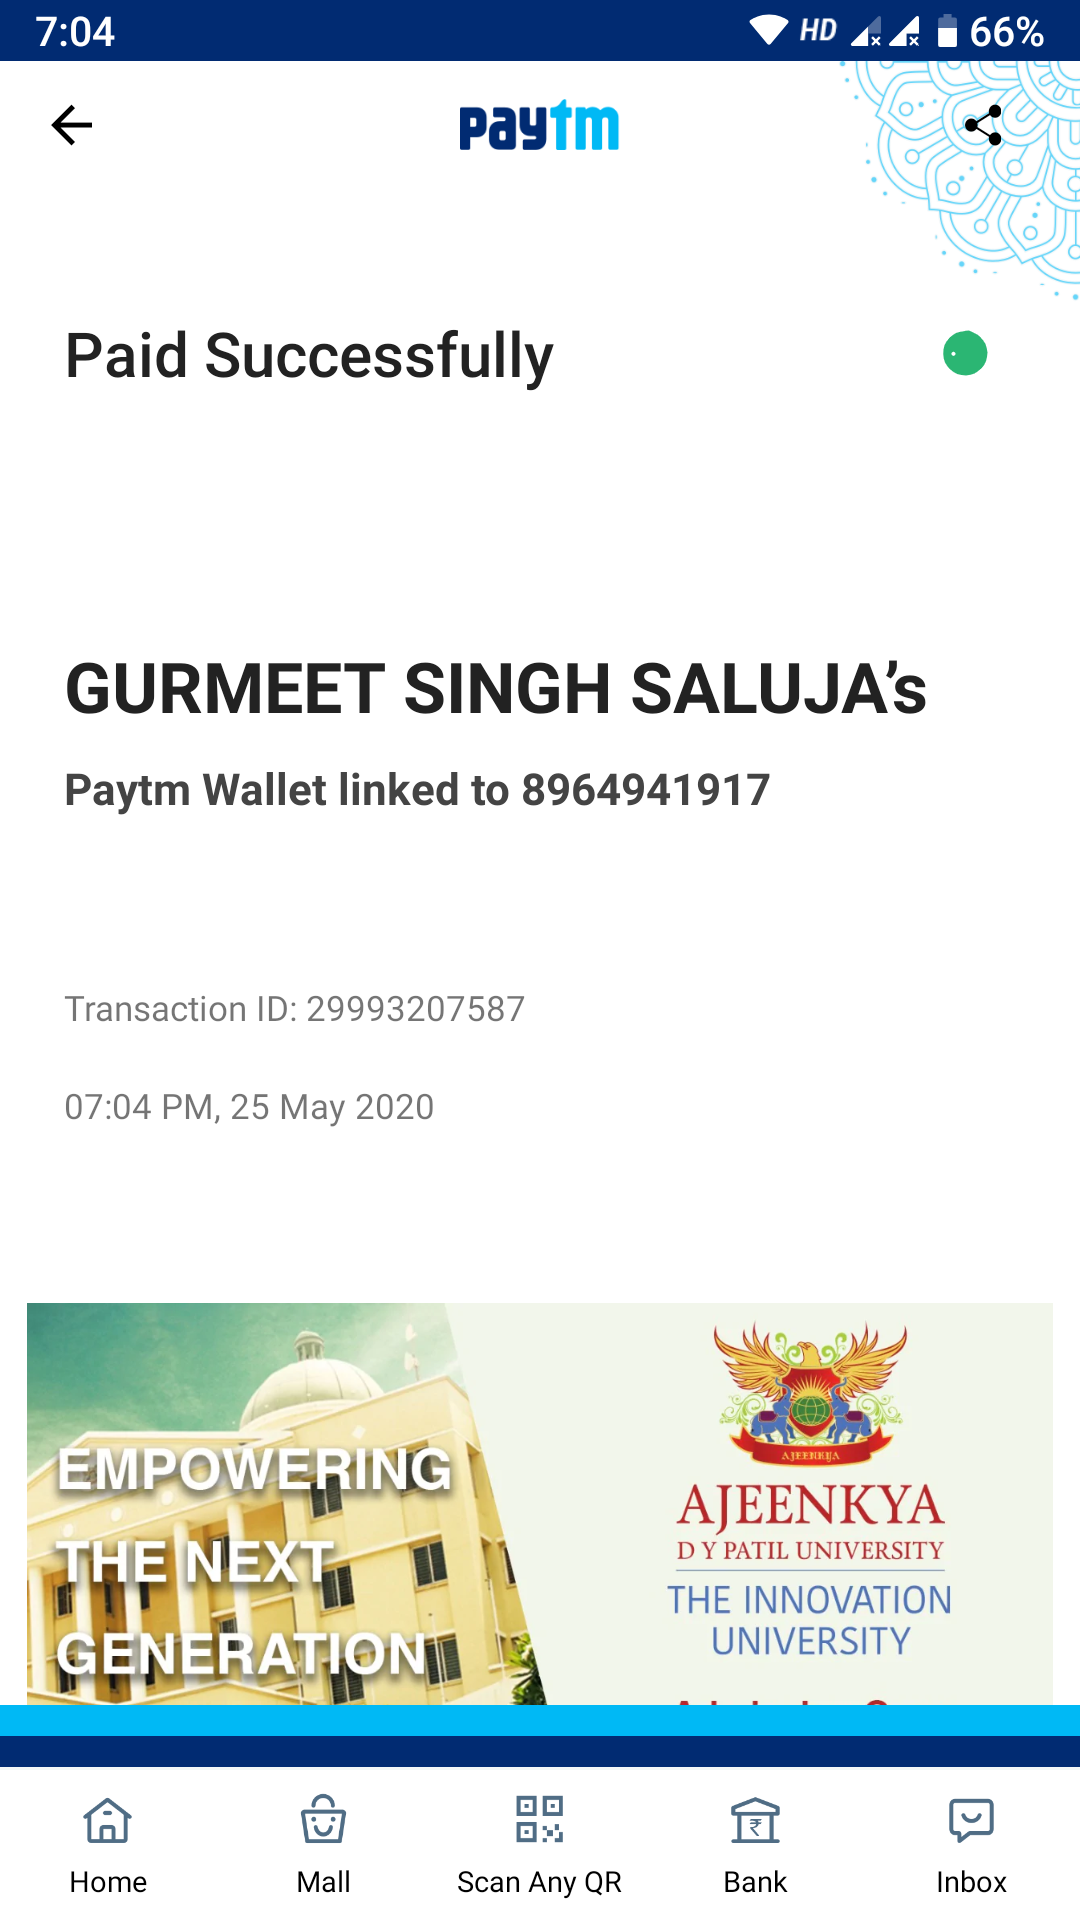 7:04 HD 66%
paytm
Paid Successfully
GURMEET SINGH SALUJA’s
Paytm Wallet linked to 8964941917
Transaction ID: 29993207587
07:04 PM, 25 May 2020
EMPOWERING
THE NEXT
GENERATION
AJEENKYA
AJEENKYA
D Y PATIL UNIVERSITY
THE INNOVATION
UNIVERSITY
Home Mall Scan Any QR Bank Inbox